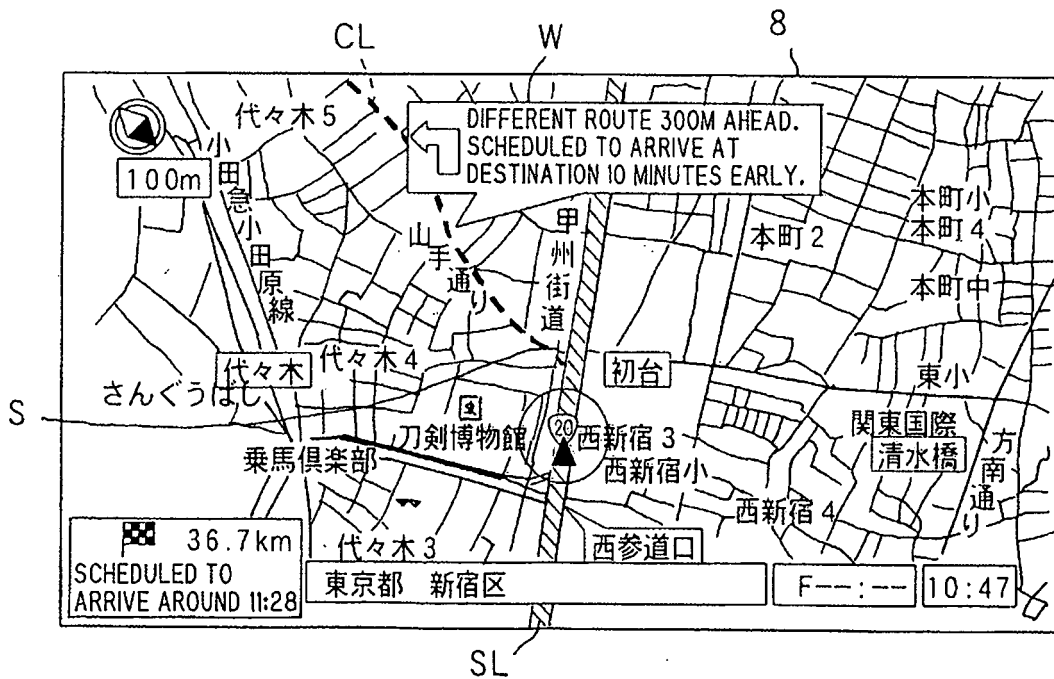 CL
W
8
代々木5
DIFFERENT ROUTE 300M AHEAD.
SCHEDULED TO ARRIVE AT
DESTINATION 10 MINUTES EARLY.
100m
小田急小田原線
山手通り
甲州街道
本町2
本町小
本町4
本町中
代々木
代々木4
初台
東小
さんぐうばし
S
刀剣博物館
20
西新宿3
関東国際
乗馬倶楽部
西新宿小
清水橋
方南通り
西新宿4
36.7km
代々木3
西参道口
SCHEDULED TO
ARRIVE AROUND 11:28
東京都 新宿区
F--:--
10:47
SL